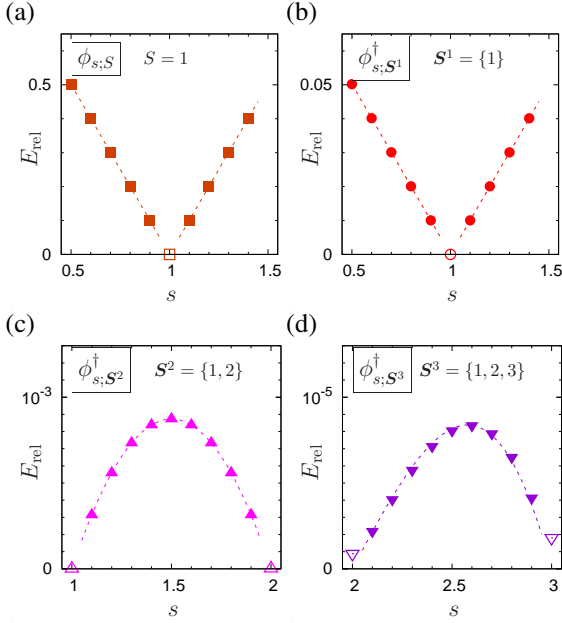 (a)
ϕ_{s;S} S = 1
0.5
0
E_rel
0.5 1 1.5
s
(b)
ϕ†_{s;𝑺¹} 𝑺¹ = {1}
0.05
0
E_rel
0.5 1 1.5
s
(c)
ϕ†_{s;𝑺²} 𝑺² = {1, 2}
10⁻³
0
E_rel
1 1.5 2
s
(d)
ϕ†_{s;𝑺³} 𝑺³ = {1, 2, 3}
10⁻⁵
0
E_rel
2 2.5 3
s